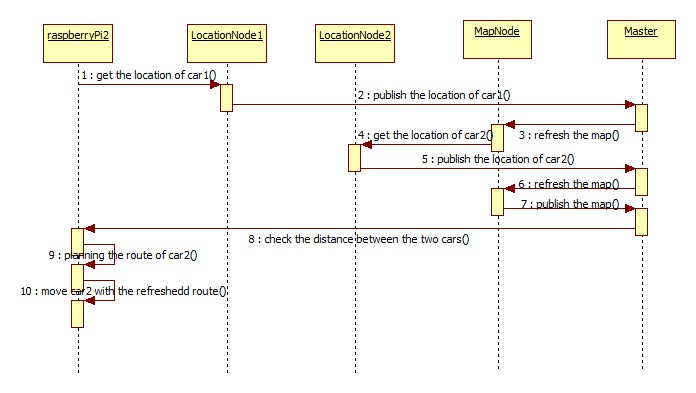 raspberryPi2
LocationNode1
LocationNode2
MapNode
Master
1 : get the location of car1()
2 : publish the location of car1()
3 : refresh the map()
4 : get the location of car2()
5 : publish the location of car2()
6 : refresh the map()
7 : publish the map()
8 : check the distance between the two cars()
9 : planning the route of car2()
10 : move car2 with the refreshedd route()